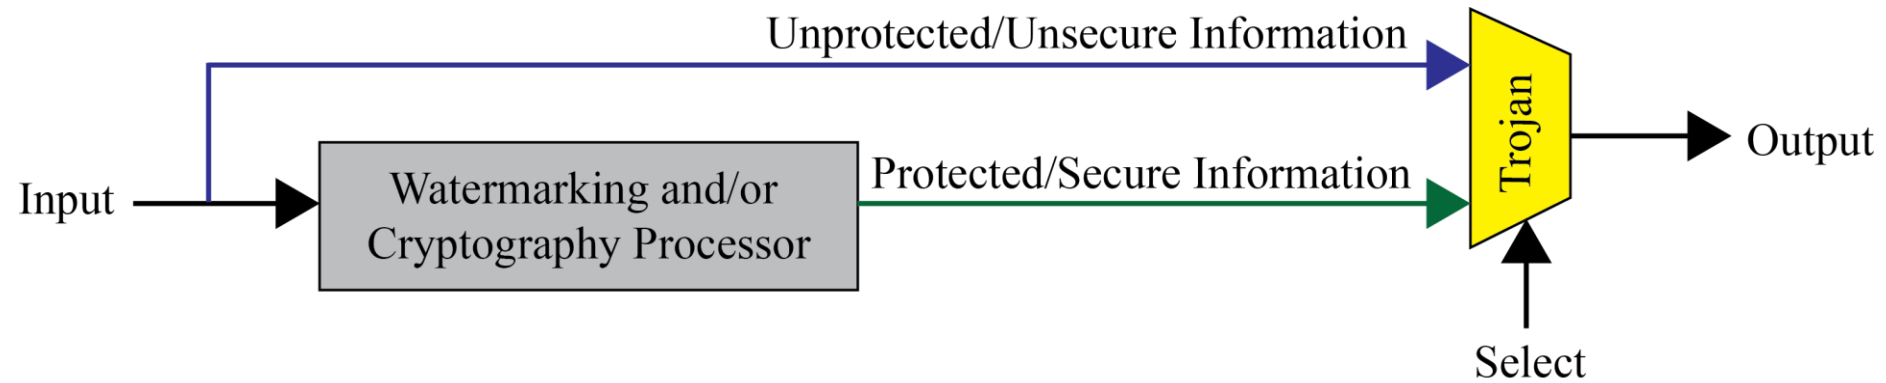 Unprotected/Unsecure Information
Input
Watermarking and/or
Cryptography Processor
Protected/Secure Information
Trojan
Output
Select